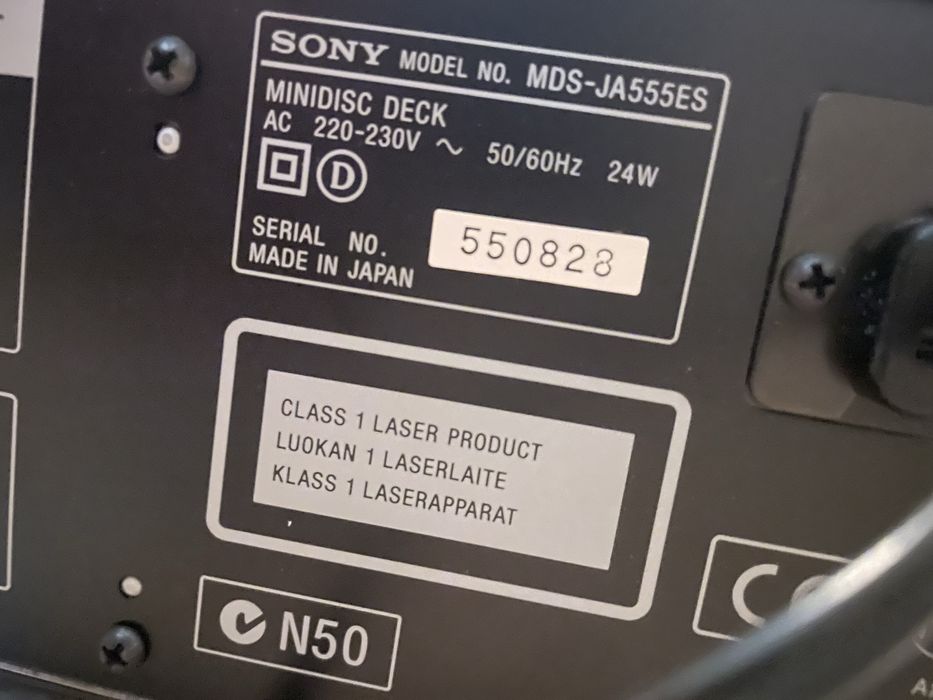 SONY MODEL NO. MDS-JA555ES
MINIDISC DECK
AC 220-230V ~ 50/60Hz 24W
D
SERIAL NO. 550828
MADE IN JAPAN
CLASS 1 LASER PRODUCT
LUOKAN 1 LASERLAITE
KLASS 1 LASERAPPARAT
N50